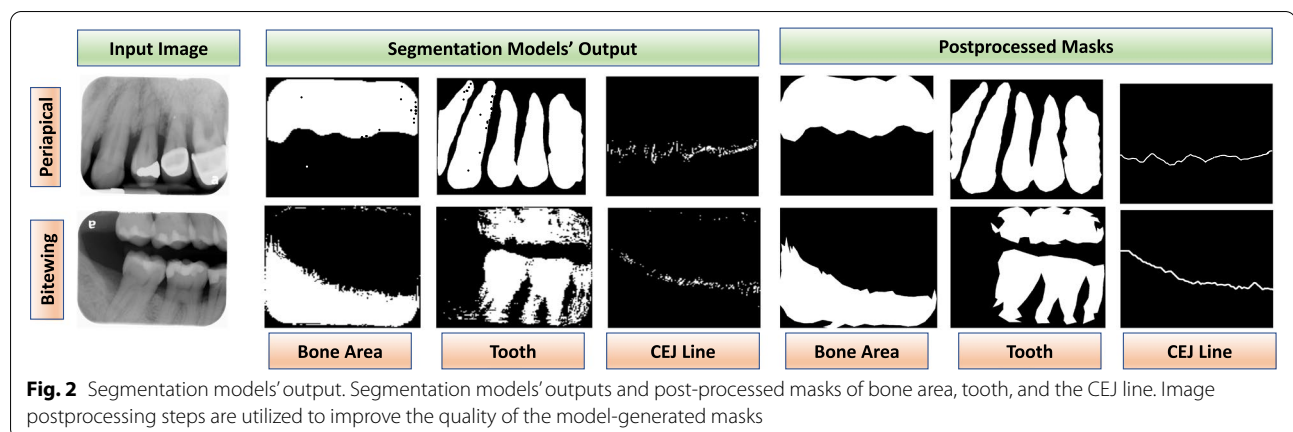 Input Image
Segmentation Models' Output
Postprocessed Masks
Periapical
a
Bitewing
a
Bone Area
Tooth
CEJ Line
Bone Area
Tooth
CEJ Line
Fig. 2 Segmentation models' output. Segmentation models' outputs and post-processed masks of bone area, tooth, and the CEJ line. Image
postprocessing steps are utilized to improve the quality of the model-generated masks